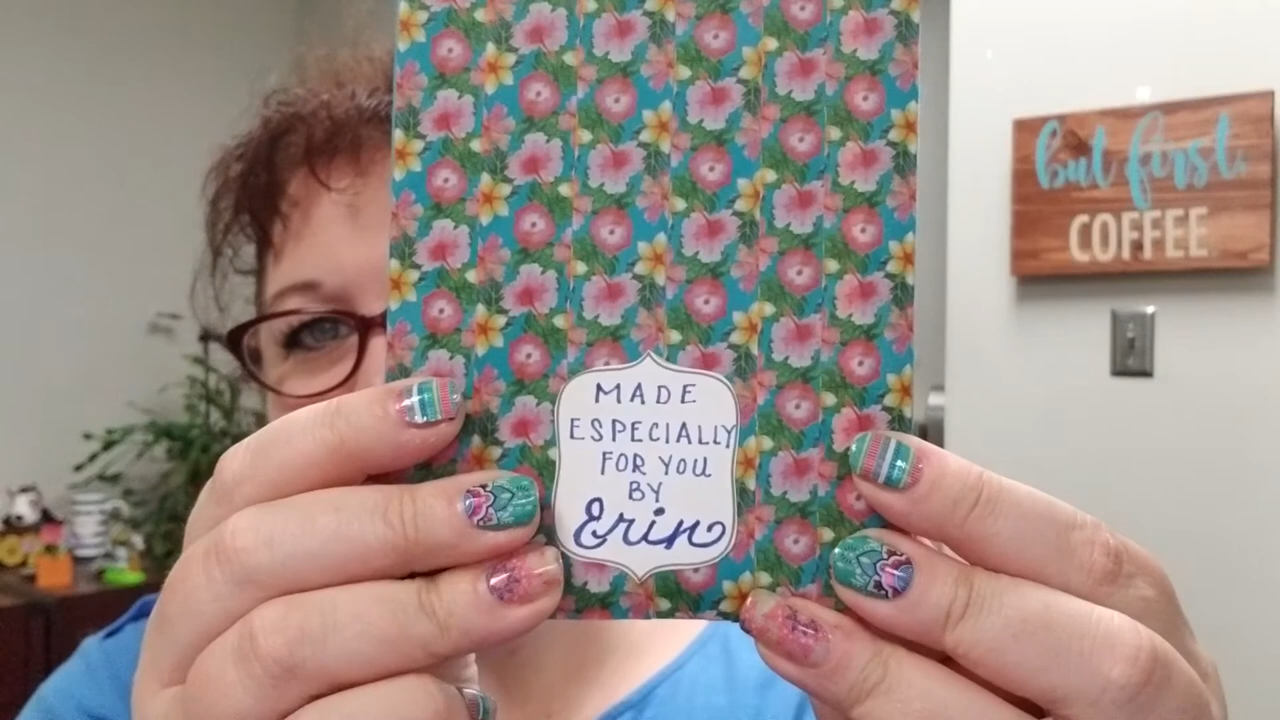 MADE
ESPECIALLY
FOR YOU
BY
Erin
but first,
COFFEE